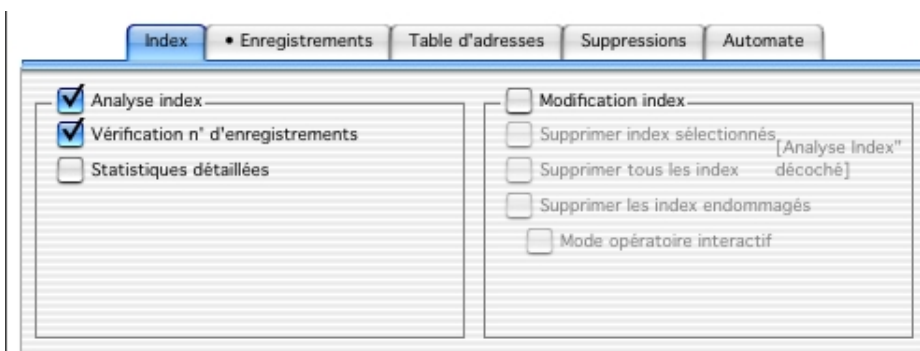 Index • Enregistrements Table d'adresses Suppressions Automate
Analyse index
Vérification n° d'enregistrements
Statistiques détaillées
Modification index
Supprimer index sélectionnés
Supprimer tous les index
[Analyse Index"
décoché]
Supprimer les index endommagés
Mode opératoire interactif